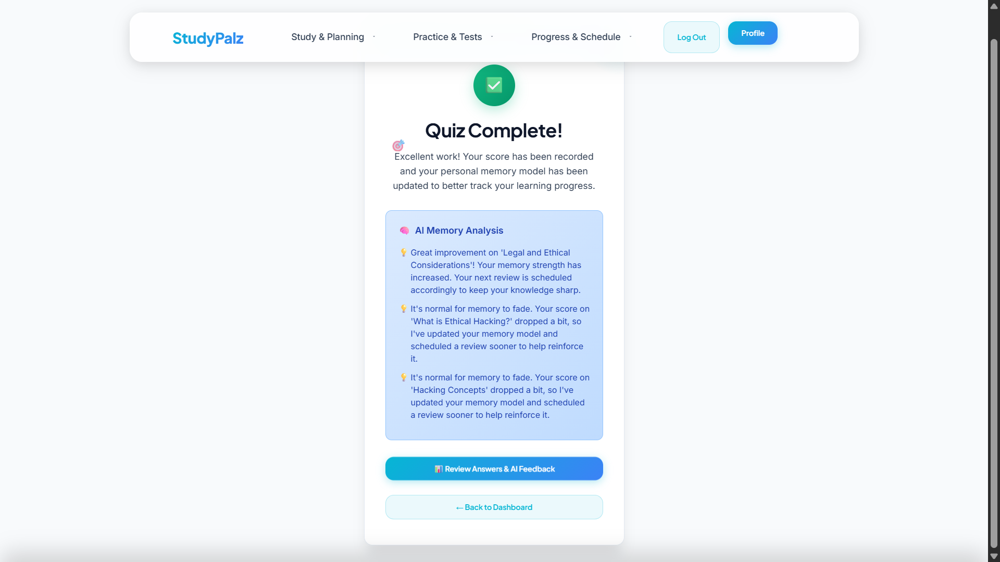 StudyPalz
Study & Planning
Practice & Tests
Progress & Schedule
Log Out
Profile
Quiz Complete!
Excellent work! Your score has been recorded
and your personal memory model has been
updated to better track your learning progress.
AI Memory Analysis
Great improvement on 'Legal and Ethical
Considerations'! Your memory strength has
increased. Your next review is scheduled
accordingly to keep your knowledge sharp.
It's normal for memory to fade. Your score on
'What is Ethical Hacking?' dropped a bit, so
I've updated your memory model and
scheduled a review sooner to help reinforce
it.
It's normal for memory to fade. Your score on
'Hacking Concepts' dropped a bit, so I've
updated your memory model and scheduled
a review sooner to help reinforce it.
Review Answers & AI Feedback
← Back to Dashboard